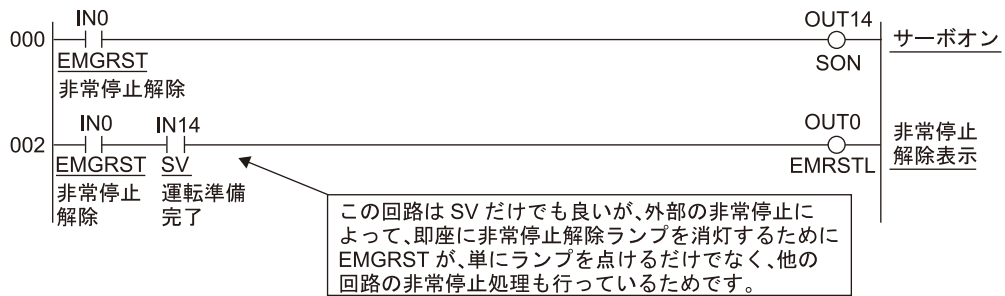 IN0
OUT14
000
サーボオン
EMGRST
SON
非常停止解除
IN0
IN14
OUT0
002
非常停止
解除表示
EMGRST
SV
EMRSTL
非常停止
解除
運転準備
完了
この回路は SV だけでも良いが、外部の非常停止に
よって、即座に非常停止解除ランプを消灯するために
EMGRST が、単にランプを点けるだけでなく、他の
回路の非常停止処理も行っているためです。